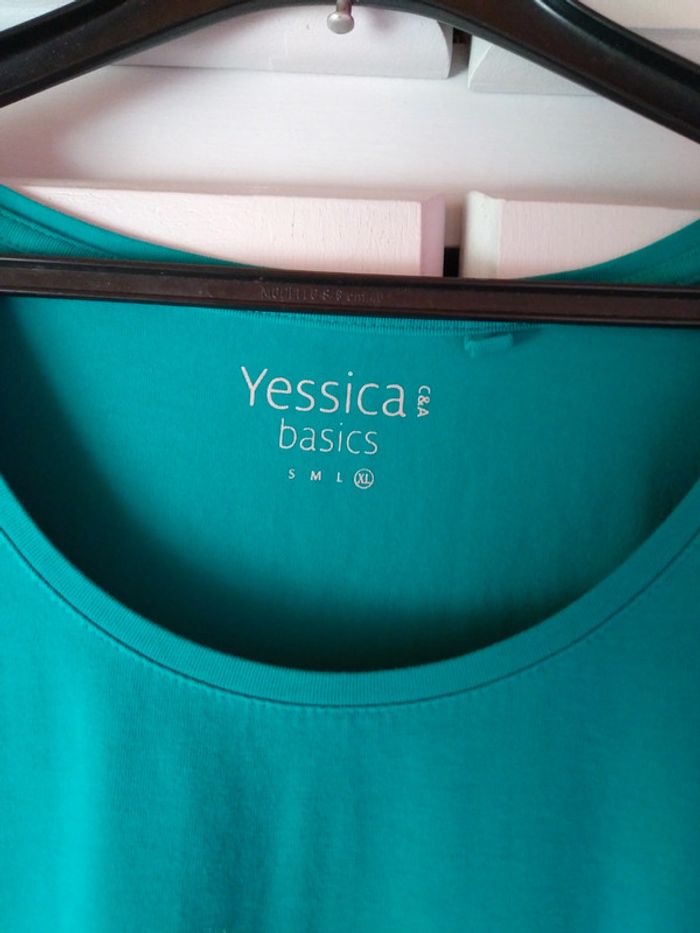 Yessica C&A
basics
S M L XL